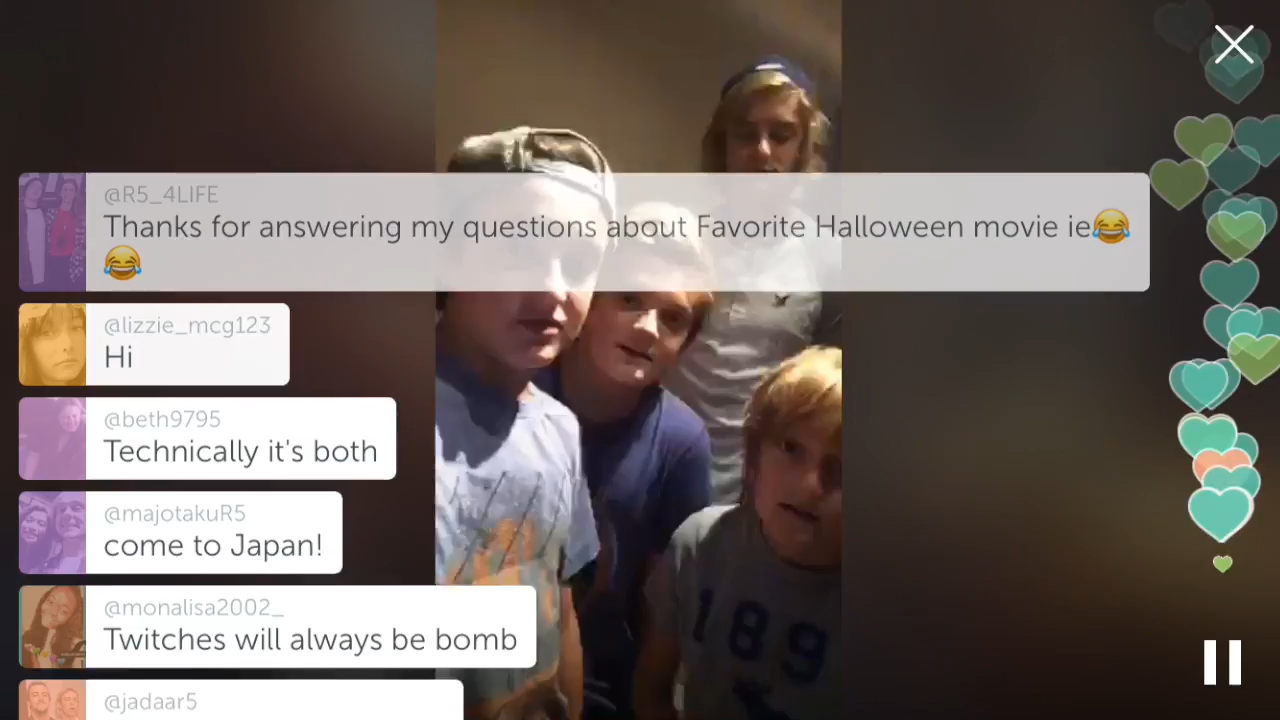 @R5_4LIFE
Thanks for answering my questions about Favorite Halloween movie ie😂
😂
@lizzie_mcg123
Hi
@beth9795
Technically it's both
@majotakuR5
come to Japan!
@monalisa2002_
Twitches will always be bomb
@jadaar5
189